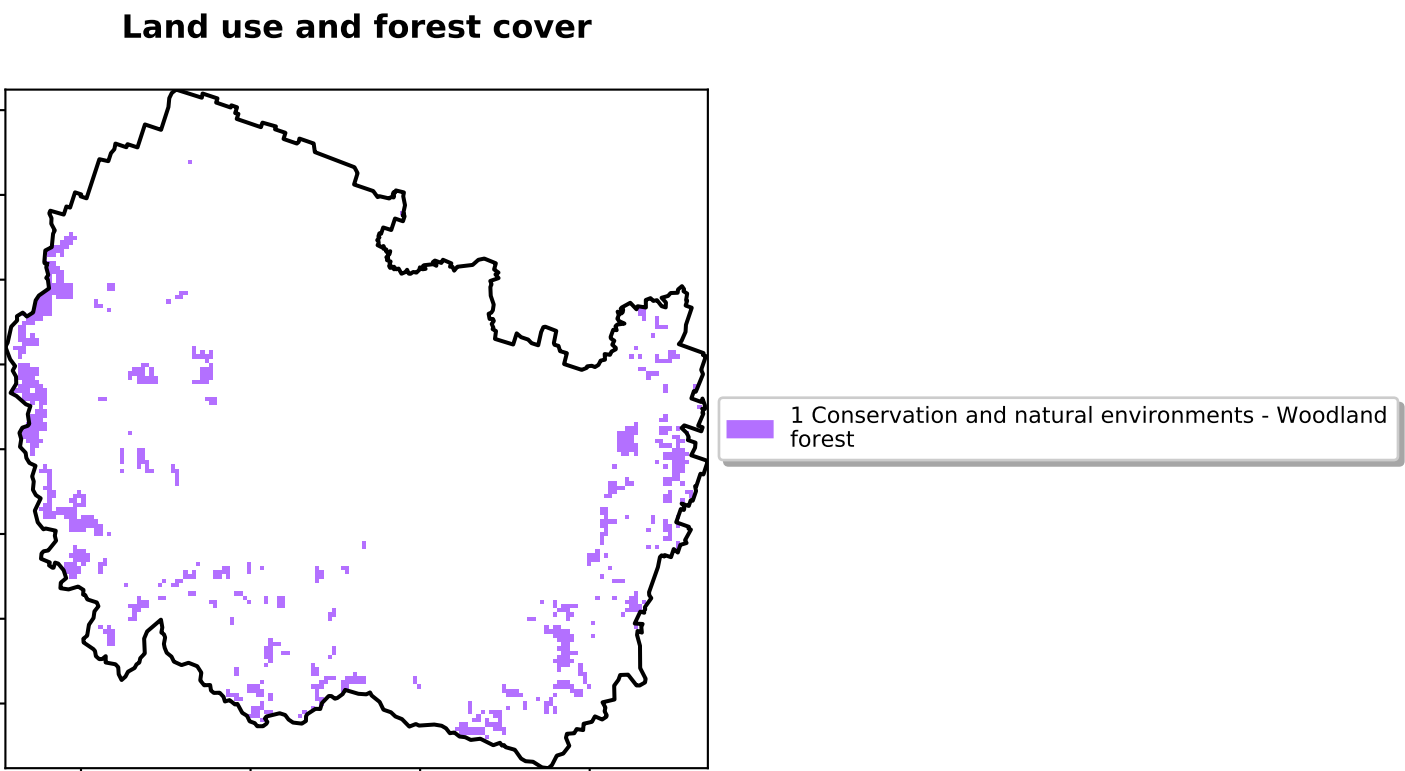 Land use and forest cover
1 Conservation and natural environments - Woodland
forest